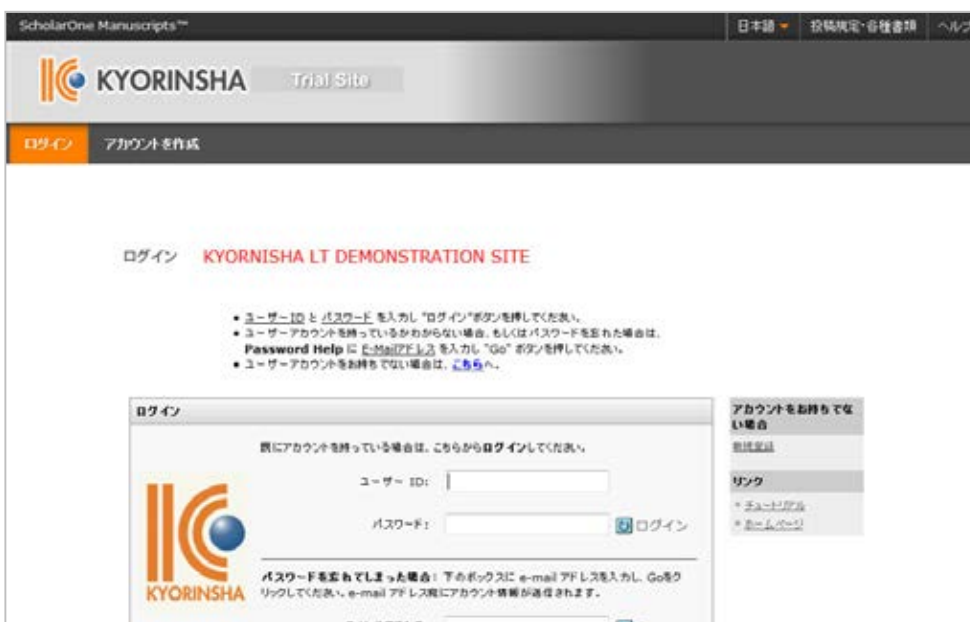 ScholarOne Manuscripts™
日本語 投稿規定・各種書類 ヘルプ
KYORINSHA Trial Site
ログイン アカウントを作成
ログイン KYORNISHA LT DEMONSTRATION SITE
• ユーザーID と パスワード を入力し "ログイン"ボタンを押してください。
• ユーザーアカウントを持っているかわからない場合、もしくはパスワードを忘れた場合は、
Password Help に E-Mailアドレス を入力し "Go" ボタンを押してください。
• ユーザーアカウントをお持ちでない場合は、こちらへ。
ログイン
既にアカウントを持っている場合は、こちらからログインしてください。
ユーザー ID:
パスワード:
ログイン
KYORINSHA
パスワードを忘れてしまった場合: 下のボックスに e-mail アドレスを入力し、Goをク
リックしてください。e-mail アドレス宛にアカウント情報が送信されます。
アカウントをお持ちでな
い場合
新規登録
リンク
チュートリアル
ホームページ